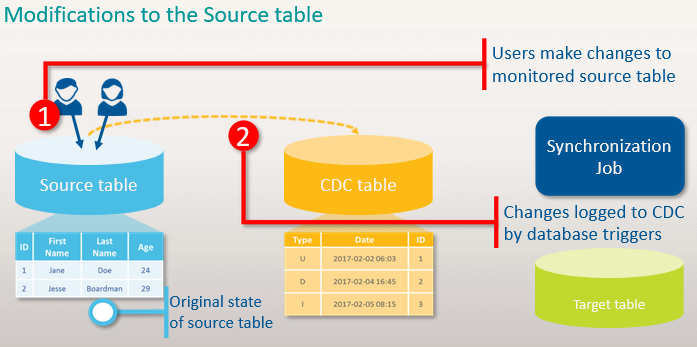 Modifications to the Source table
Users make changes to
monitored source table
1
2
Source table
CDC table
Synchronization
Job
Changes logged to CDC
by database triggers
ID First Name Last Name Age
1 Jane Doe 24
2 Jesse Boardman 29
Type Date ID
U 2017-02-02 06:03 1
D 2017-02-04 16:45 2
I 2017-02-05 08:15 3
Original state
of source table
Target table